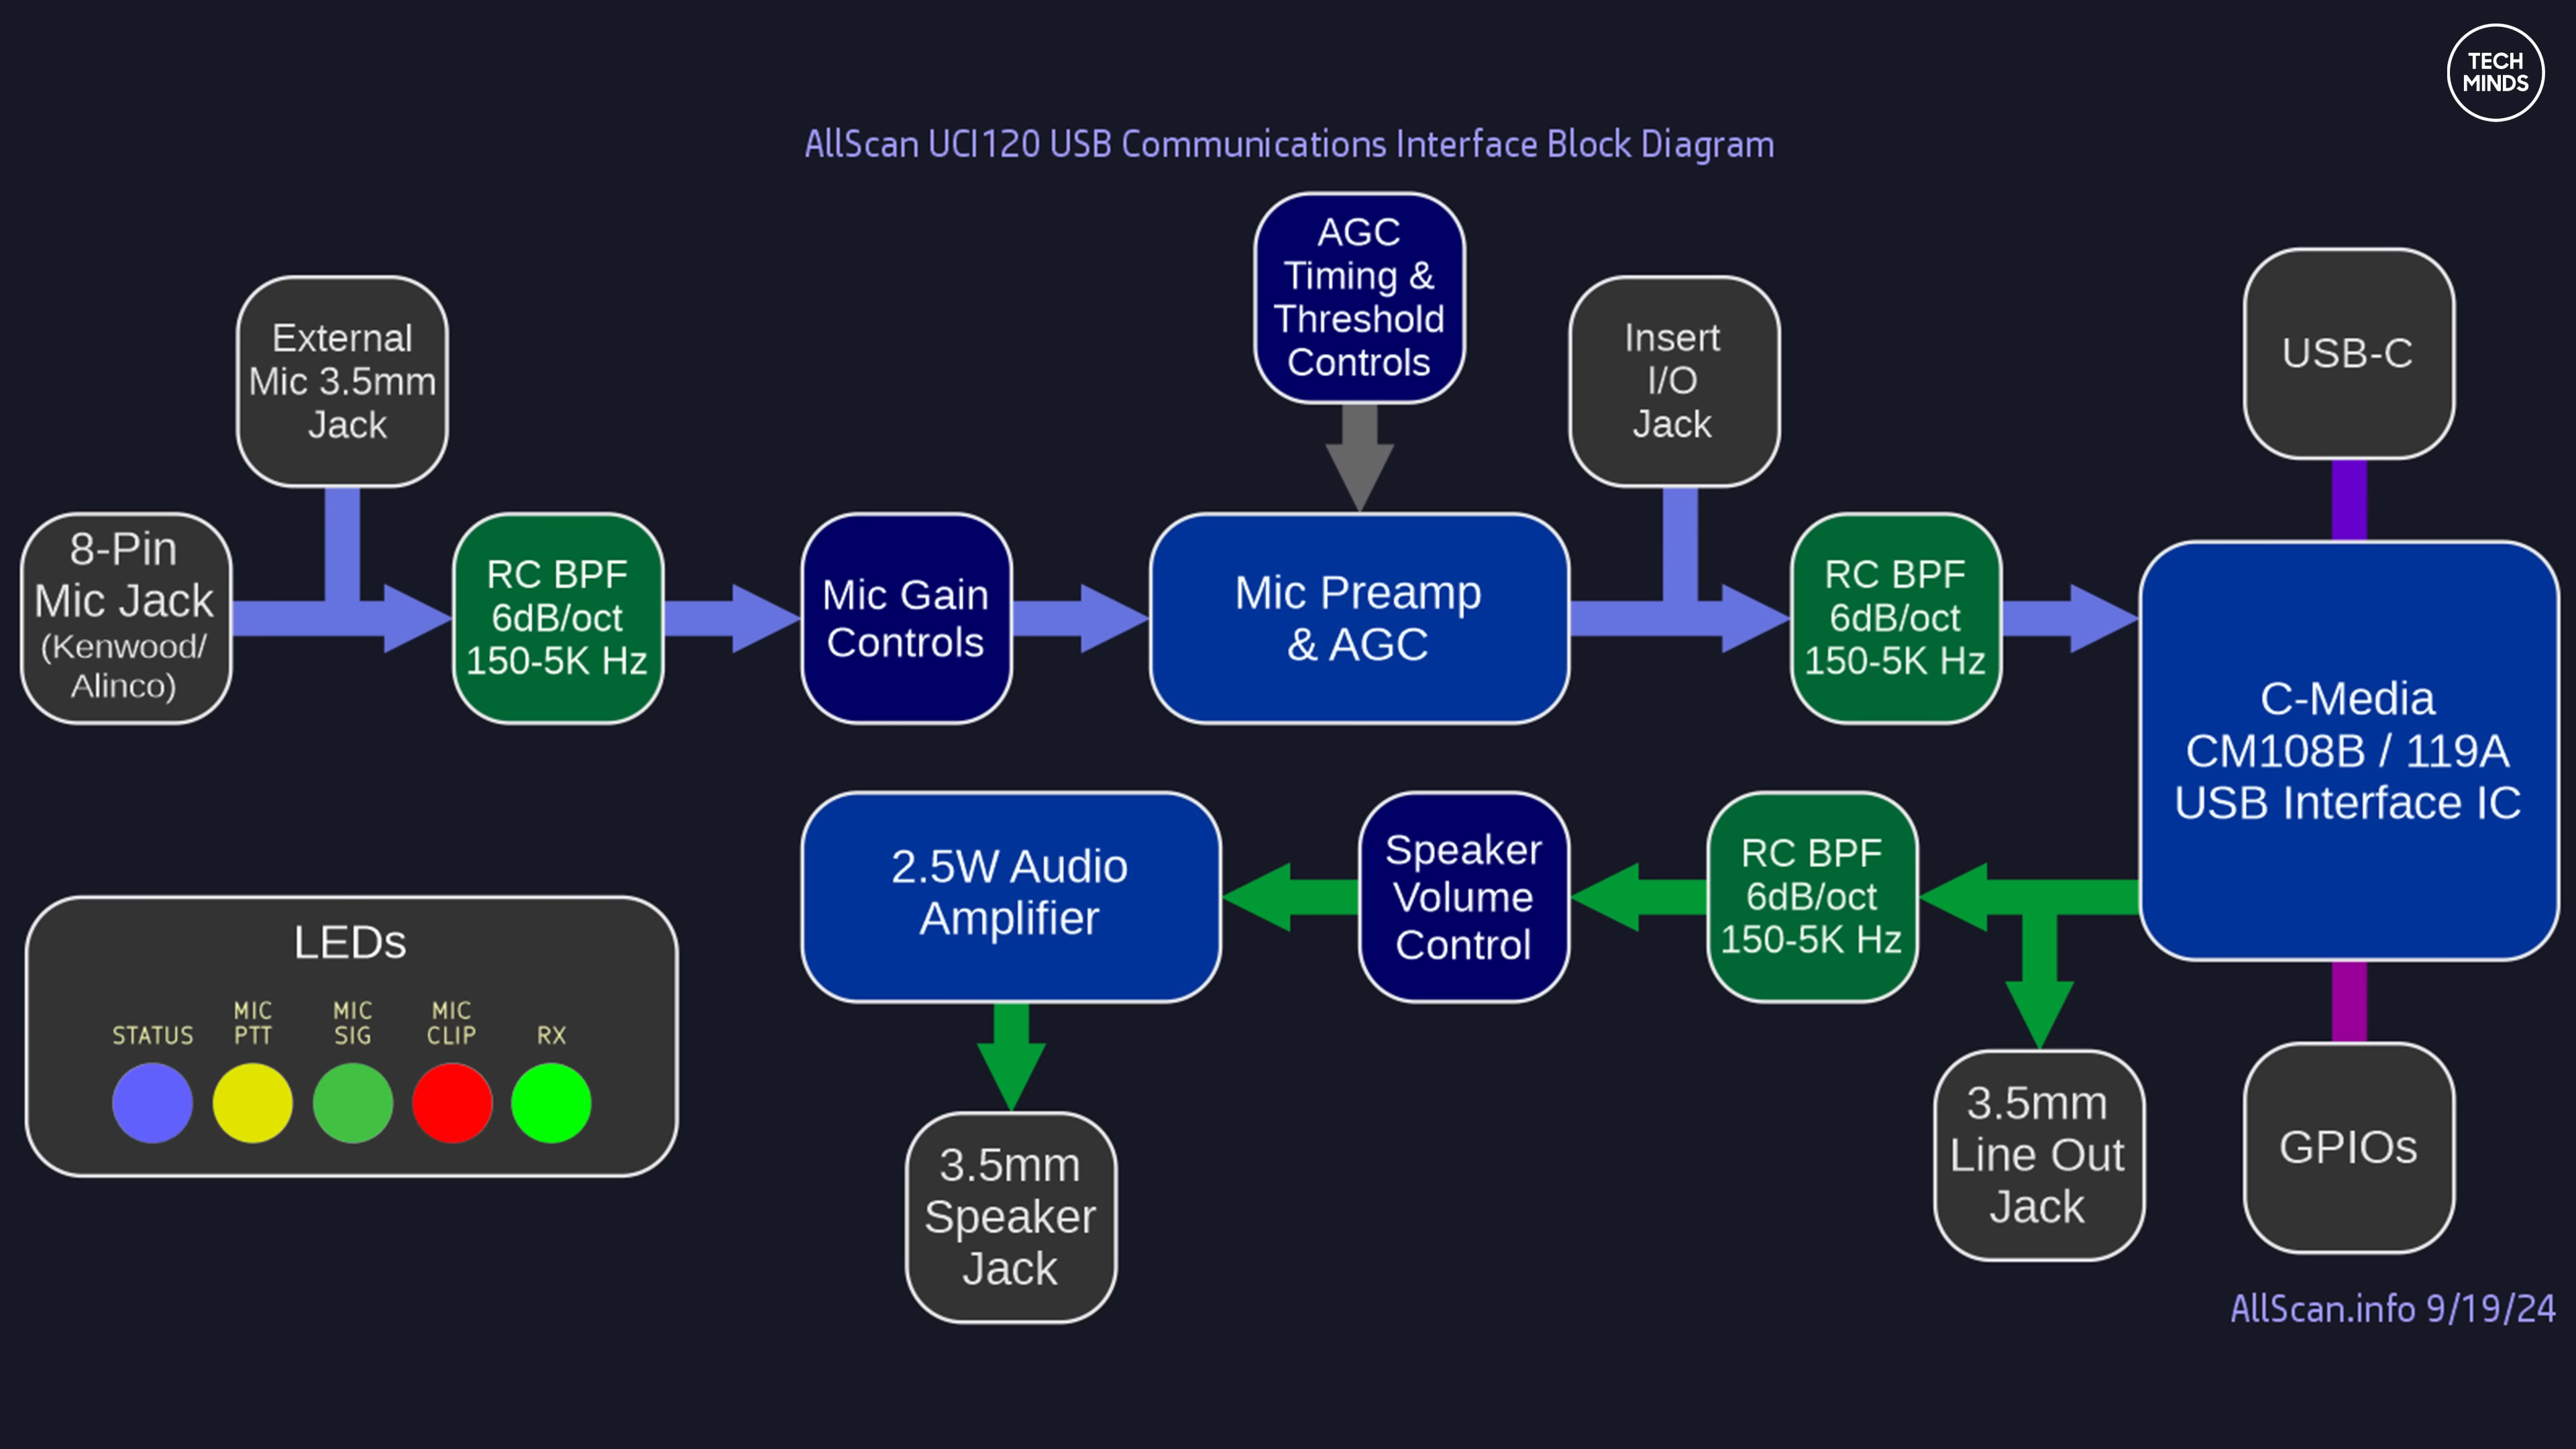 TECH
MINDS
AllScan UCI120 USB Communications Interface Block Diagram
AGC
Timing &
Threshold
Controls
External
Mic 3.5mm
Jack
Insert
I/O
Jack
USB-C
8-Pin
Mic Jack
(Kenwood/
Alinco)
RC BPF
6dB/oct
150-5K Hz
Mic Gain
Controls
Mic Preamp
& AGC
RC BPF
6dB/oct
150-5K Hz
C-Media
CM108B / 119A
USB Interface IC
2.5W Audio
Amplifier
Speaker
Volume
Control
RC BPF
6dB/oct
150-5K Hz
LEDs
STATUS
MIC
PTT
MIC
SIG
MIC
CLIP
RX
3.5mm
Speaker
Jack
3.5mm
Line Out
Jack
GPIOs
AllScan.info 9/19/24